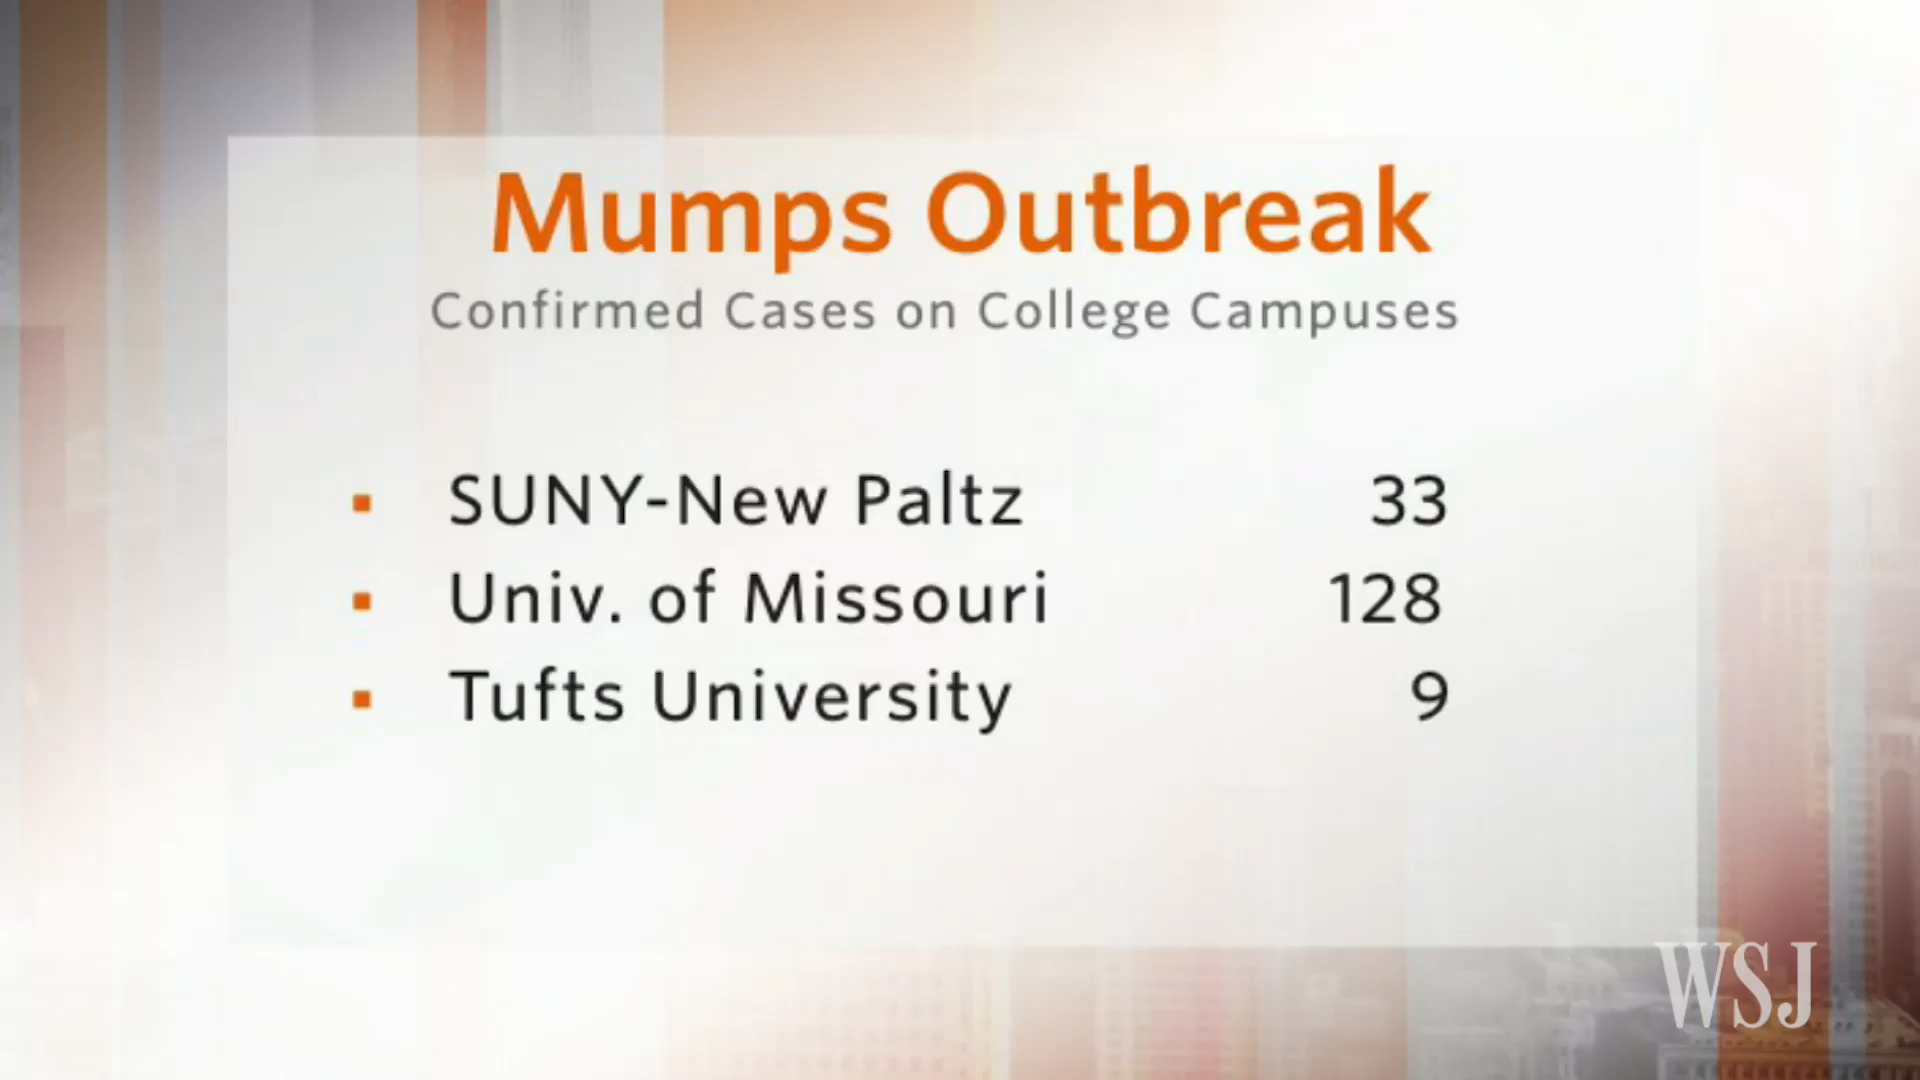 Mumps Outbreak
Confirmed Cases on College Campuses
SUNY-New Paltz 33
Univ. of Missouri 128
Tufts University 9
WSJ